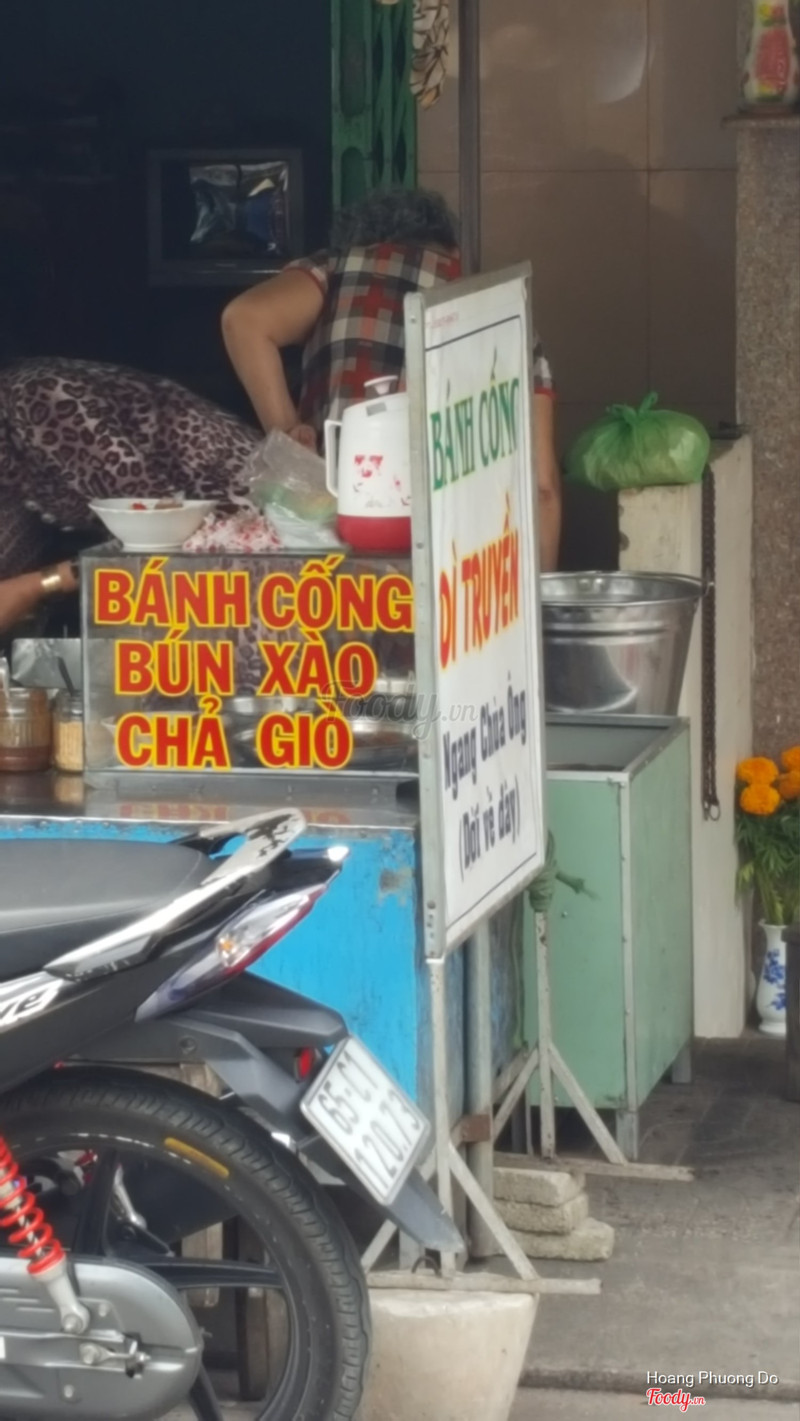 BÁNH CỐNG
DÌ TRUYỀN
Ngang Chùa Ông
(Dời về đây)
BÁNH CỐNG
BÚN XÀO
CHẢ GIÒ
Foody.vn
65-C1
120.73
Hoang Phuong Do
Foody.vn